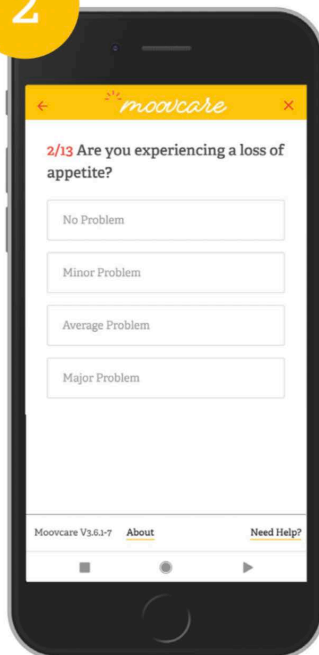 2
moovcare
2/13 Are you experiencing a loss of
appetite?
No Problem
Minor Problem
Average Problem
Major Problem
Moovcare V3.6.1-7 About Need Help?